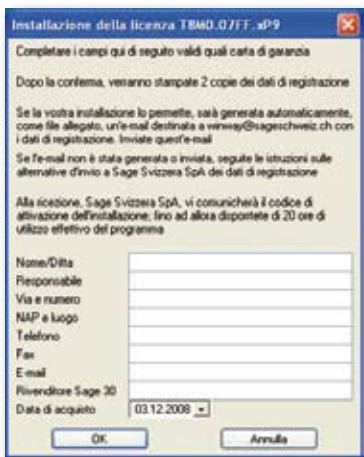 Installazione della licenza TBMD.07FF.xP9
Completare i campi qui di seguito validi quali carta di garanzia
Dopo la conferma, verranno stampate 2 copie dei dati di registrazione
Se la vostra installazione lo permette, sarà generata automaticamente,
come file allegato, un'e-mail destinata a winway@sageschweiz.ch con
i dati di registrazione. Inviate quest'e-mail
Se l'e-mail non è stata generata o inviata, seguite le istruzioni sulle
alternative d'invio a Sage Svizzera SpA dei dati di registrazione
Alla ricezione, Sage Svizzera SpA, vi comunicherà il codice di
attivazione dell'installazione; fino ad allora disponete di 20 ore di
utilizo effettivo del programma
Nome/Ditta
Responsabile
Via e numero
NAP e luogo
Telefono
Fax
E-mail
Rivenditore Sage 30
Data di acquisto 03.12.2008
OK Annulla